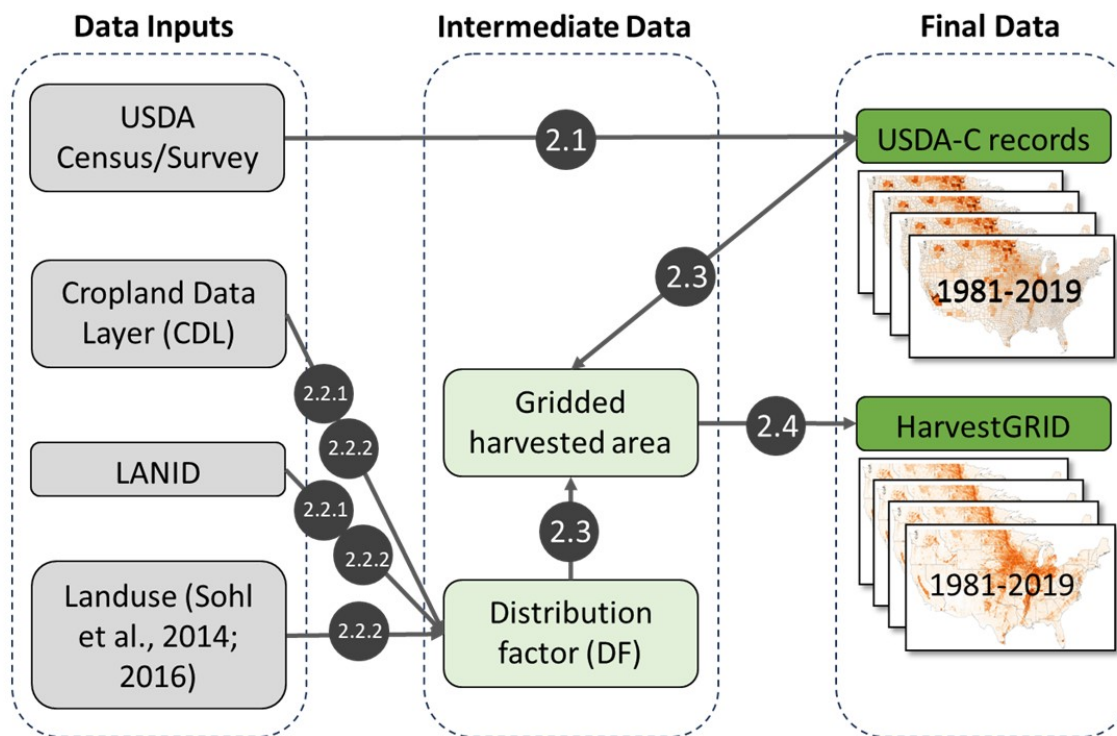 Data Inputs
Intermediate Data
Final Data
USDA
Census/Survey
2.1
USDA-C records
1981-2019
2.3
Cropland Data
Layer (CDL)
2.2.1
2.2.2
Gridded
harvested area
2.4
HarvestGRID
1981-2019
LANID
2.2.1
2.2.2
2.3
Landuse (Sohl
et al., 2014;
2016)
2.2.2
Distribution
factor (DF)